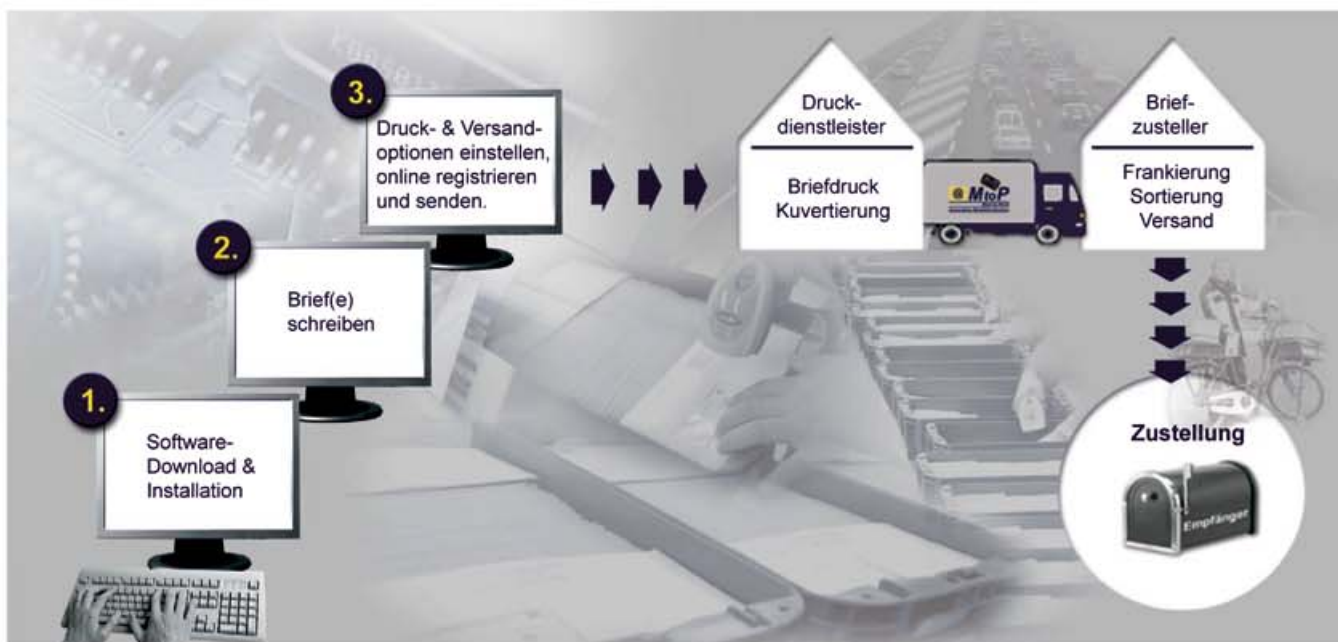 1.
Software-
Download &
Installation
2.
Brief(e)
schreiben
3.
Druck- & Versand-
optionen einstellen,
online registrieren
und senden.
Druck-
dienstleister
Briefdruck
Kuvertierung
@ MtoP
Brief-
zusteller
Frankierung
Sortierung
Versand
Zustellung
Empfänger